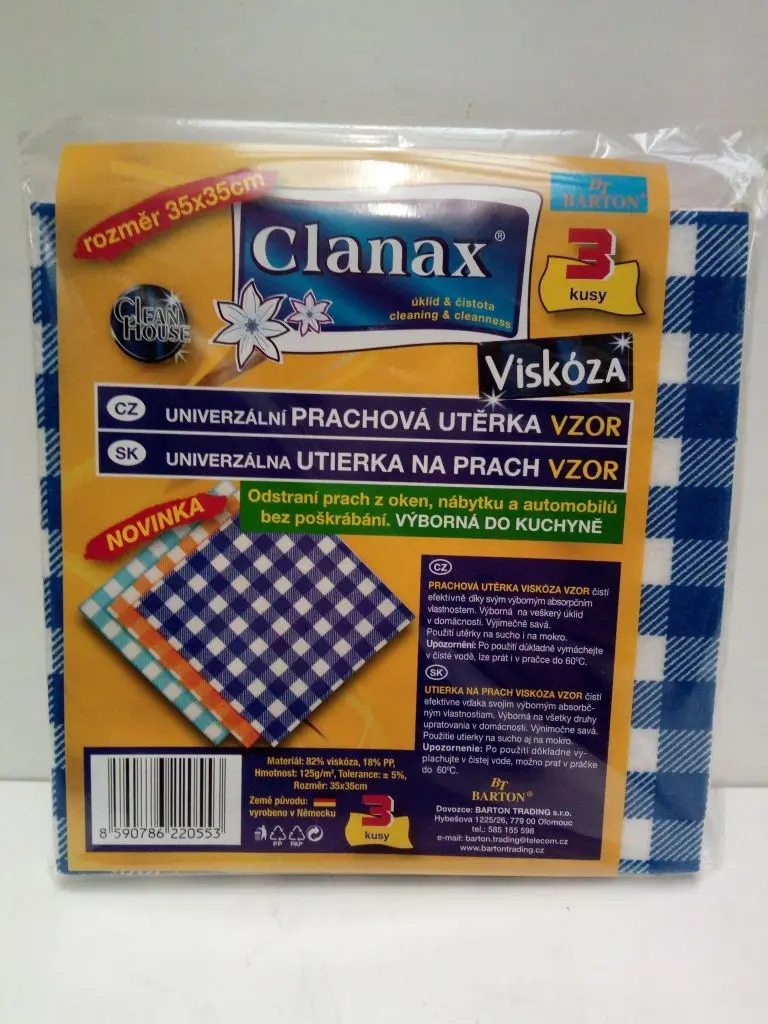 rozměr 35x35cm
BT
BARTON®
Clanax®
3
kusy
úklid & čistota
cleaning & cleanness
CLEAN
HOUSE
Viskóza
CZ UNIVERZÁLNÍ PRACHOVÁ UTĚRKA VZOR
SK UNIVERZÁLNA UTIERKA NA PRACH VZOR
NOVINKA
Odstraní prach z oken, nábytku a automobilů
bez poškrábání. VÝBORNÁ DO KUCHYNĚ
CZ
PRACHOVÁ UTĚRKA VISKÓZA VZOR čistí
efektivně díky svým výborným absorpčním
vlastnostem. Výborná na veškerý úklid
v domácnosti. Výjímečně savá.
Použití utěrky na sucho i na mokro.
Upozornění: Po použití důkladně vymáchejte
v čisté vodě, lze prát i v pračce do 60°C.
SK
UTIERKA NA PRACH VISKÓZA VZOR čistí
efektívne vďaka svojim výborným absorbč-
ným vlastnostiam. Výborná na všetky druhy
upratovania v domácnosti. Výnimočne savá.
Použitie utierky na sucho aj na mokro.
Upozornenie: Po použití dôkladne vy-
plachujte v čistej vode, možno prať v práčke
do 60°C.
Materiál: 82% viskóza, 18% PP,
Hmotnost: 125g/m², Tolerance: ± 5%,
Rozměr: 35x35cm
Země původu:
vyrobeno v Německu
3
kusy
8 590786 220553
PP PAP
BT
BARTON®
Dovozce: BARTON TRADING s.r.o.
Hybešova 1225/26, 779 00 Olomouc
tel.: 585 155 598
e-mail: barton.trading@telecom.cz
www.bartontrading.cz